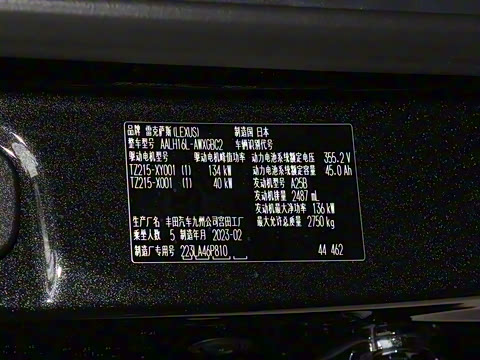 品牌 雷克萨斯(LEXUS) 制造国 日本
整车型号 AALH16L-AWXGBC2 车辆识别代号
驱动电机型号 驱动电机峰值功率 动力电池系统额定电压 355.2V
TZ215-XY001 (1) 134 kW 动力电池系统额定容量 45.0Ah
TZ215-X001 (1) 40 kW 发动机型号 A25B
发动机排量 2487 mL
发动机最大净功率 136 kW
生产厂名 丰田汽车九州公司宫田工厂 最大允许总质量 2750 kg
乘坐人数 5 制造年月 2023-02
制造厂专用号 223LA46P810 44 462